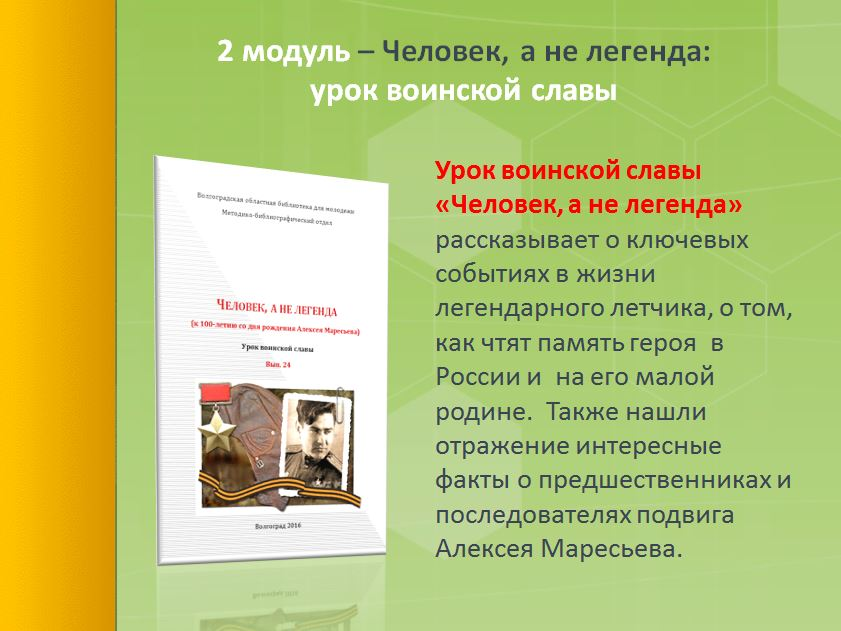 2 модуль – Человек, а не легенда:
урок воинской славы
Волгоградская областная библиотека для молодежи
Методико-библиографический отдел
Человек, а не легенда
(к 100-летию со дня рождения Алексея Маресьева)
Урок воинской славы
Вып. 24
Волгоград 2016
Урок воинской славы
«Человек, а не легенда»
рассказывает о ключевых
событиях в жизни
легендарного летчика, о том,
как чтят память героя  в
России и  на его малой
родине.  Также нашли
отражение интересные
факты о предшественниках и
последователях подвига
Алексея Маресьева.